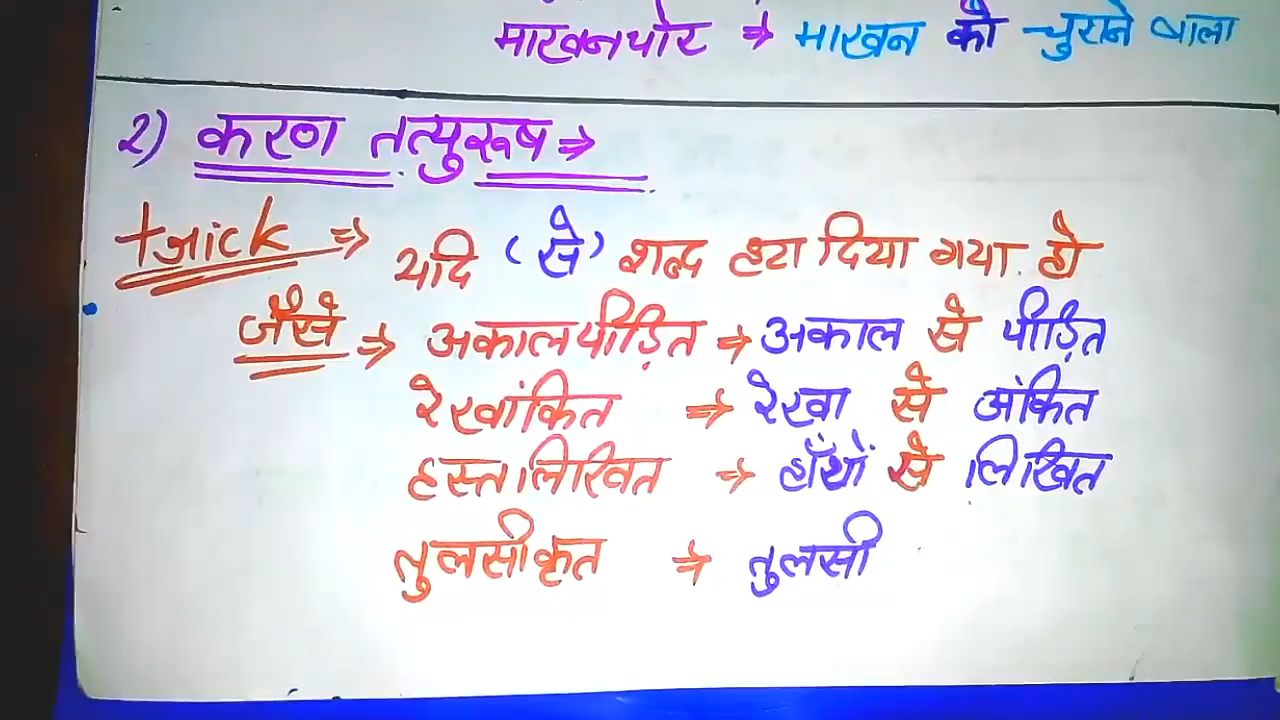 माखनचोर ⇒ माखन को चुराने वाला
2) करण तत्पुरूष ⇒
trick ⇒ यदि (से) शब्द हटा दिया गया हो
जैसे ⇒ अकालपीड़ित ⇒ अकाल से पीड़ित
रेखांकित ⇒ रेखा से अंकित
हस्तलिखित ⇒ हाँथों से लिखित
तुलसीकृत ⇒ तुलसी